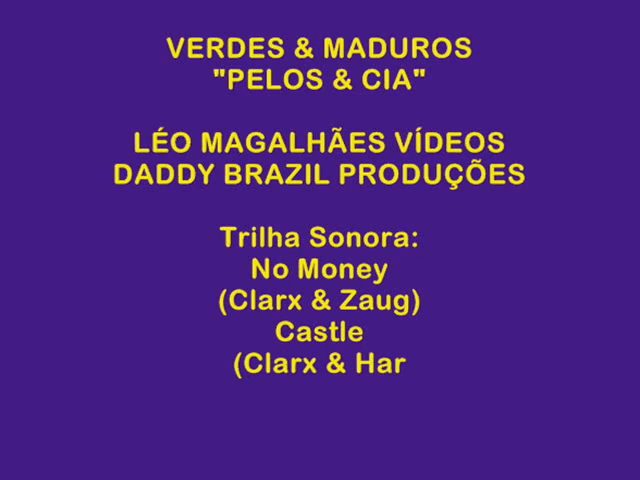 VERDES & MADUROS
"PELOS & CIA"
LÉO MAGALHÃES VÍDEOS
DADDY BRAZIL PRODUÇÕES
Trilha Sonora:
No Money
(Clarx & Zaug)
Castle
(Clarx & Har